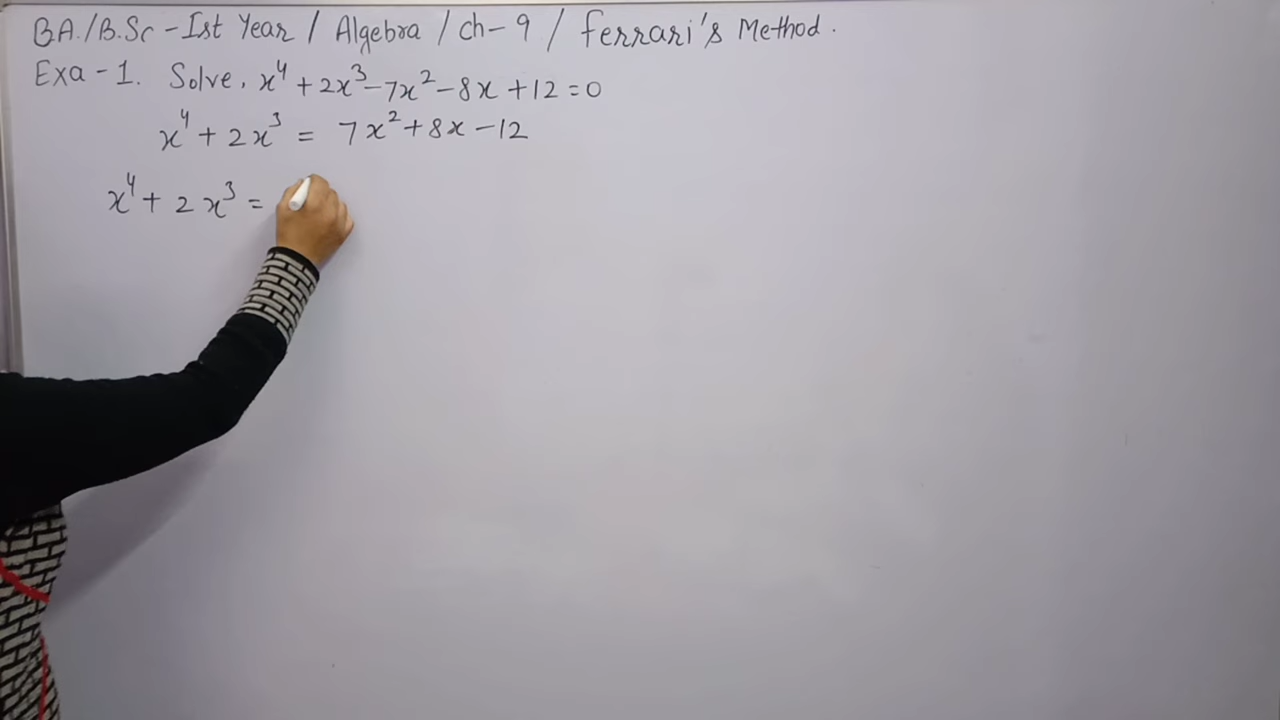 B.A./B.Sc - Ist Year / Algebra / ch-9 / Ferrari's Method.
Exa-1. Solve, x⁴ + 2x³ - 7x² - 8x + 12 = 0
x⁴ + 2x³ = 7x² + 8x - 12
x⁴ + 2x³ =